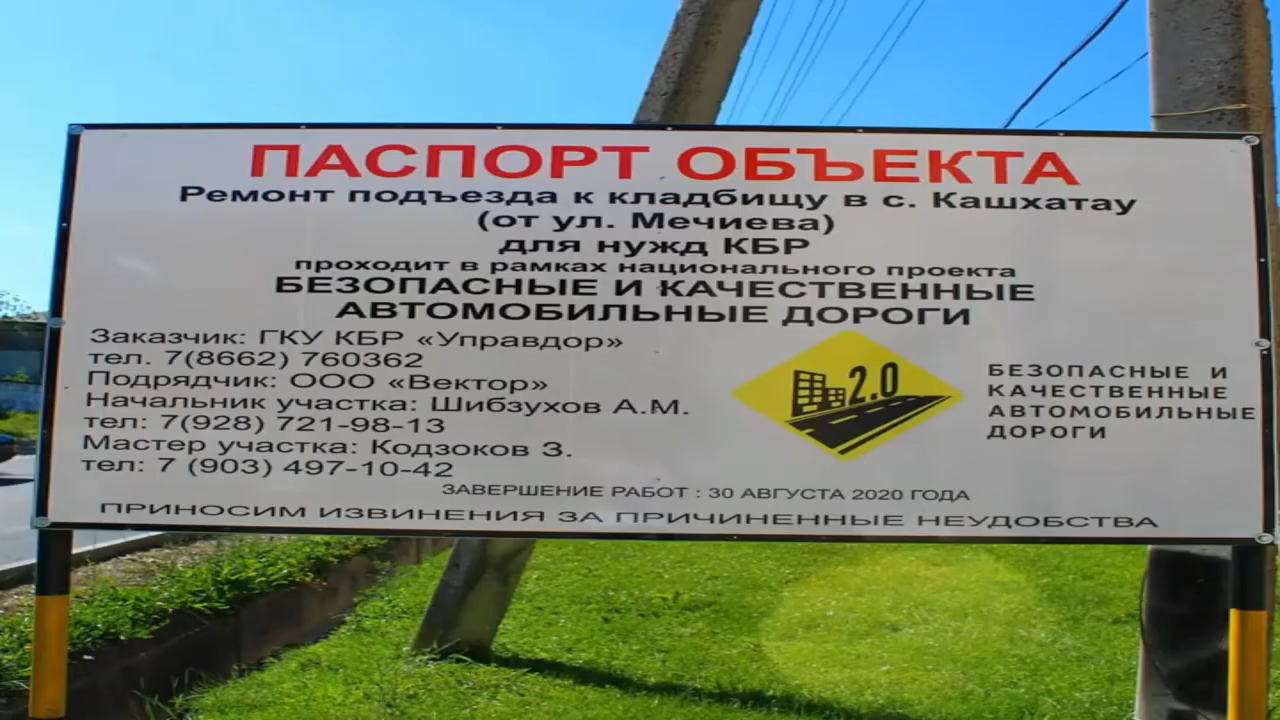 ПАСПОРТ ОБЪЕКТА
Ремонт подъезда к кладбищу в с. Кашхатау
(от ул. Мечиева)
для нужд КБР
проходит в рамках национального проекта
БЕЗОПАСНЫЕ И КАЧЕСТВЕННЫЕ
АВТОМОБИЛЬНЫЕ ДОРОГИ
Заказчик: ГКУ КБР «Управдор»
тел. 7(8662) 760362
Подрядчик: ООО «Вектор»
Начальник участка: Шибзухов А.М.
тел: 7(928) 721-98-13
Мастер участка: Кодзоков З.
тел: 7 (903) 497-10-42
2.0
БЕЗОПАСНЫЕ И
КАЧЕСТВЕННЫЕ
АВТОМОБИЛЬНЫЕ
ДОРОГИ
ЗАВЕРШЕНИЕ РАБОТ : 30 АВГУСТА 2020 ГОДА
ПРИНОСИМ ИЗВИНЕНИЯ ЗА ПРИЧИНЕННЫЕ НЕУДОБСТВА